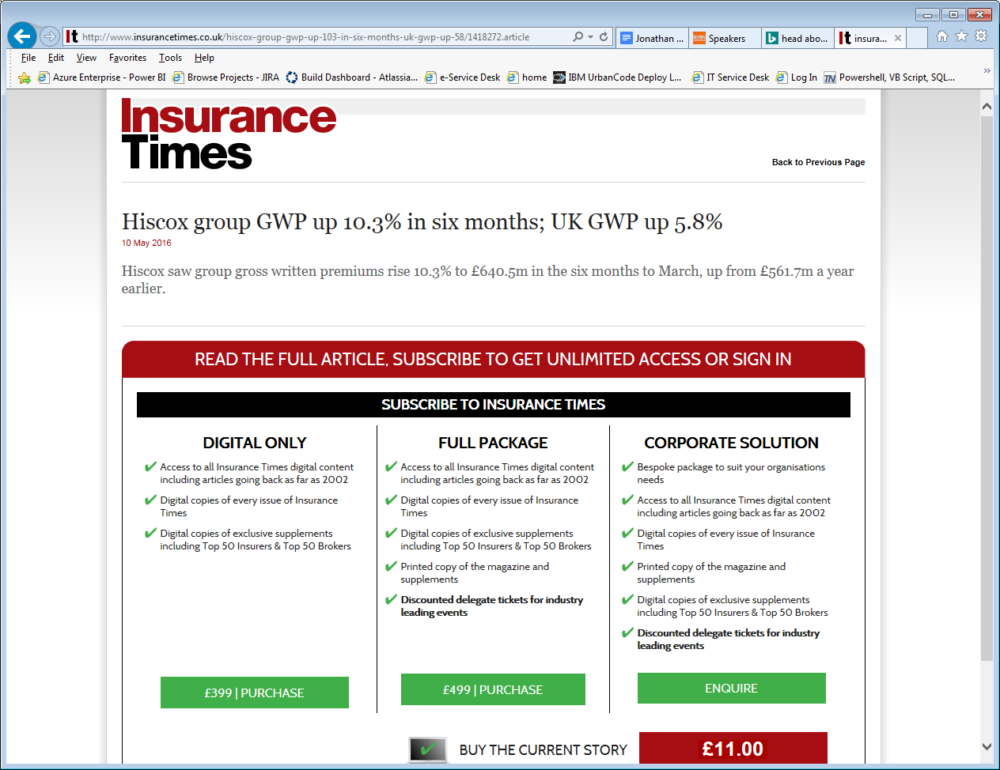 http://www.insurancetimes.co.uk/hiscox-group-gwp-up-103-in-six-months-uk-gwp-up-58/1418272.article
Jonathan ...
Speakers
head abo...
insura...
File Edit View Favorites Tools Help
Azure Enterprise - Power BI
Browse Projects - JIRA
Build Dashboard - Atlassia...
e-Service Desk
home
IBM UrbanCode Deploy L...
IT Service Desk
Log In
Powershell, VB Script, SQL...
Insurance
Times
Back to Previous Page
Hiscox group GWP up 10.3% in six months; UK GWP up 5.8%
10 May 2016
Hiscox saw group gross written premiums rise 10.3% to £640.5m in the six months to March, up from £561.7m a year
earlier.
READ THE FULL ARTICLE, SUBSCRIBE TO GET UNLIMITED ACCESS OR SIGN IN
SUBSCRIBE TO INSURANCE TIMES
DIGITAL ONLY
Access to all Insurance Times digital content
including articles going back as far as 2002
Digital copies of every issue of Insurance
Times
Digital copies of exclusive supplements
including Top 50 Insurers & Top 50 Brokers
£399 | PURCHASE
FULL PACKAGE
Access to all Insurance Times digital content
including articles going back as far as 2002
Digital copies of every issue of Insurance
Times
Digital copies of exclusive supplements
including Top 50 Insurers & Top 50 Brokers
Printed copy of the magazine and
supplements
Discounted delegate tickets for industry
leading events
£499 | PURCHASE
CORPORATE SOLUTION
Bespoke package to suit your organisations
needs
Access to all Insurance Times digital content
including articles going back as far as 2002
Digital copies of every issue of Insurance
Times
Printed copy of the magazine and
supplements
Digital copies of exclusive supplements
including Top 50 Insurers & Top 50 Brokers
Discounted delegate tickets for industry
leading events
ENQUIRE
BUY THE CURRENT STORY
£11.00